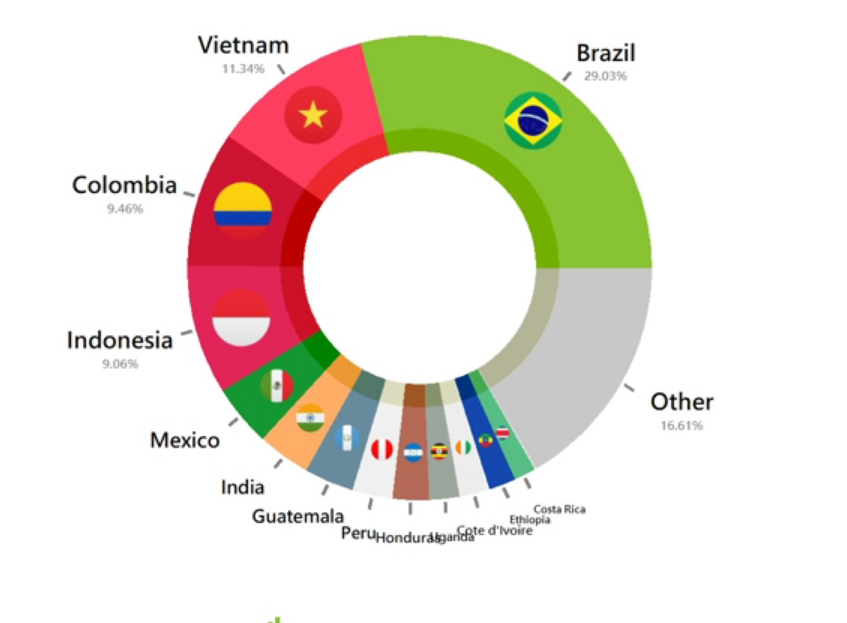 Vietnam
11.34%
Brazil
29.03%
Colombia
9.46%
Indonesia
9.06%
Other
16.61%
Mexico
India
Guatemala
Peru
Honduras
Uganda
Cote d'Ivoire
Ethiopia
Costa Rica